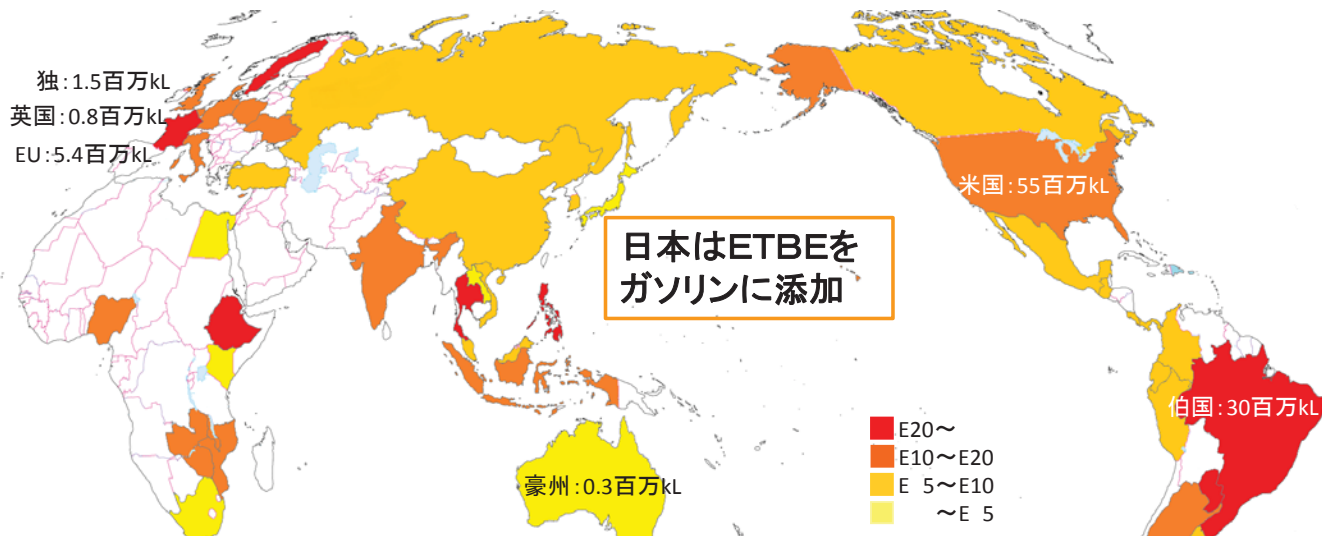 独：1.5百万kL
英国：0.8百万kL
EU：5.4百万kL
米国：55百万kL
日本はETBEを
ガソリンに添加
伯国：30百万kL
豪州：0.3百万kL
E20～
E10～E20
E 5～E10
～E 5